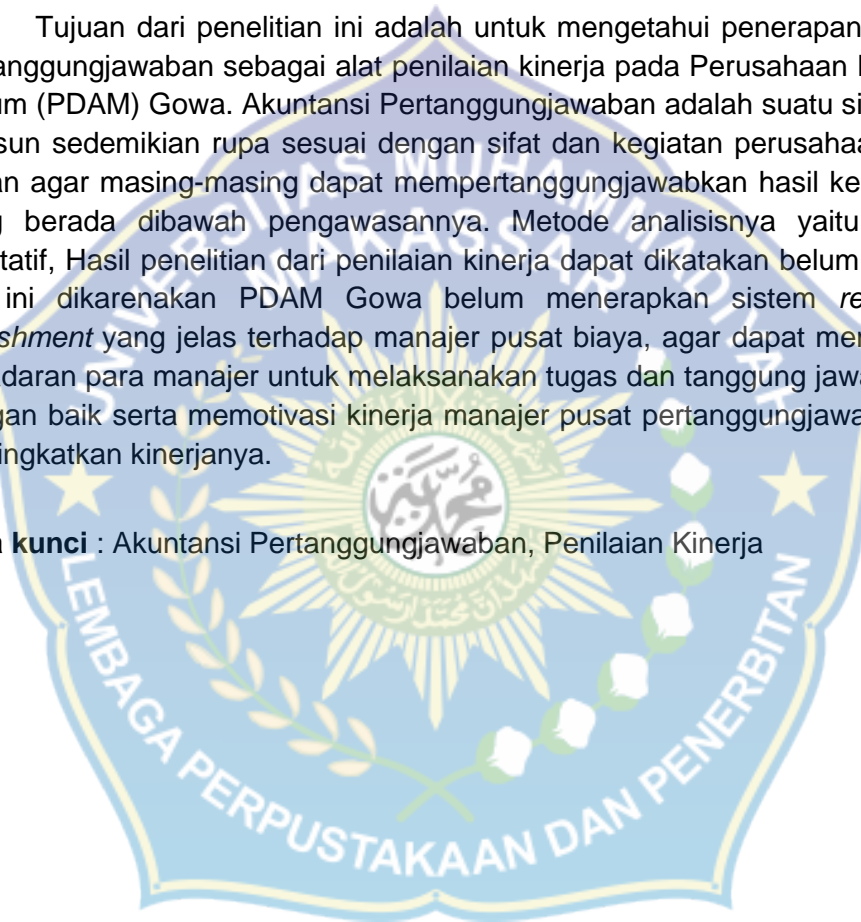 Tujuan dari penelitian ini adalah untuk mengetahui penerapan
anggungjawaban sebagai alat penilaian kinerja pada Perusahaan
um (PDAM) Gowa. Akuntansi Pertanggungjawaban adalah suatu si
sun sedemikian rupa sesuai dengan sifat dan kegiatan perusahaa
an agar masing-masing dapat mempertanggungjawabkan hasil ke
g berada dibawah pengawasannya. Metode analisisnya yaitu
tatif, Hasil penelitian dari penilaian kinerja dapat dikatakan belum
ini dikarenakan PDAM Gowa belum menerapkan sistem re
shment yang jelas terhadap manajer pusat biaya, agar dapat mer
daran para manajer untuk melaksanakan tugas dan tanggung jawa
gan baik serta memotivasi kinerja manajer pusat pertanggungjawa
ingkatkan kinerjanya.
kunci : Akuntansi Pertanggungjawaban, Penilaian Kinerja
UNIVERSITAS MUHAMMADIYAH
MAKASSAR
LEMBAGA PERPUSTAKAAN DAN PENERBITAN